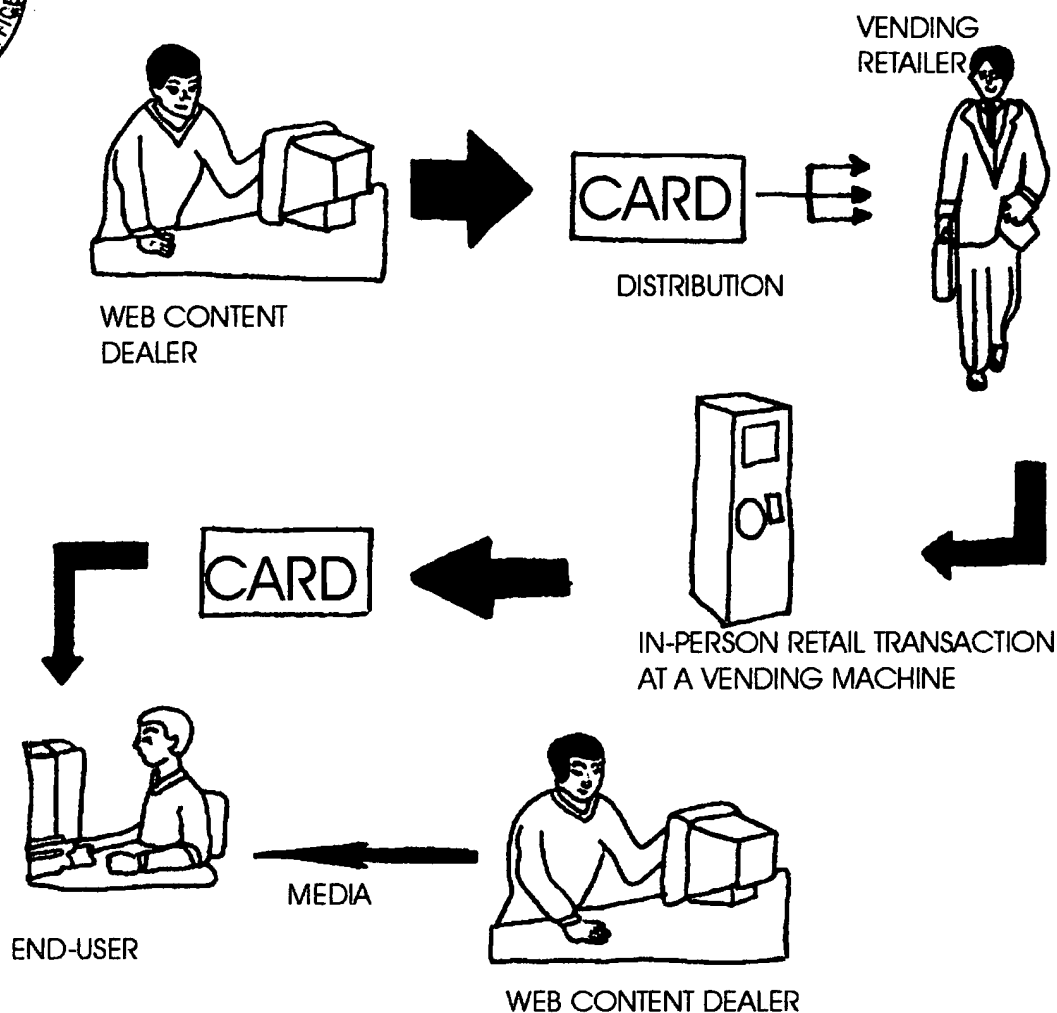 VENDING
RETAILER
CARD
DISTRIBUTION
WEB CONTENT
DEALER
CARD
IN-PERSON RETAIL TRANSACTION
AT A VENDING MACHINE
MEDIA
END-USER
WEB CONTENT DEALER